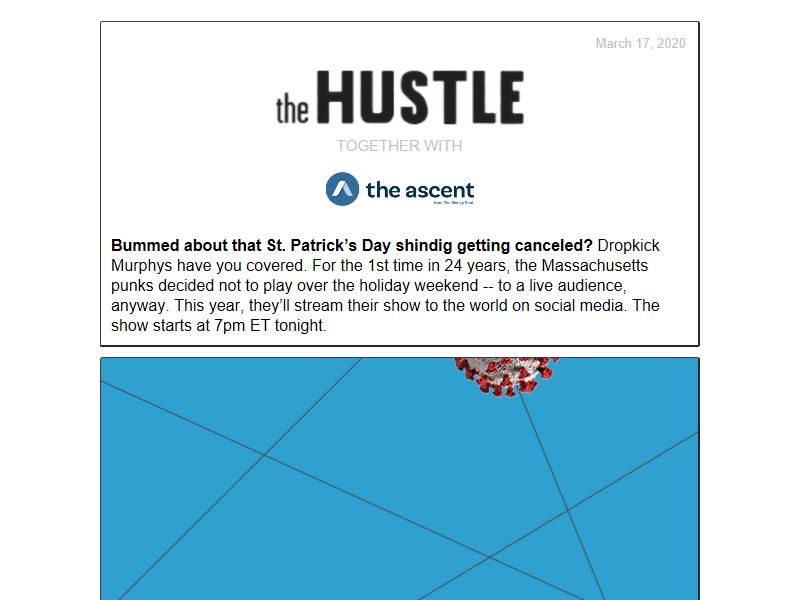 March 17, 2020
the HUSTLE
TOGETHER WITH
the ascent
from The Motley Fool
Bummed about that St. Patrick’s Day shindig getting canceled? Dropkick
Murphys have you covered. For the 1st time in 24 years, the Massachusetts
punks decided not to play over the holiday weekend -- to a live audience,
anyway. This year, they’ll stream their show to the world on social media. The
show starts at 7pm ET tonight.